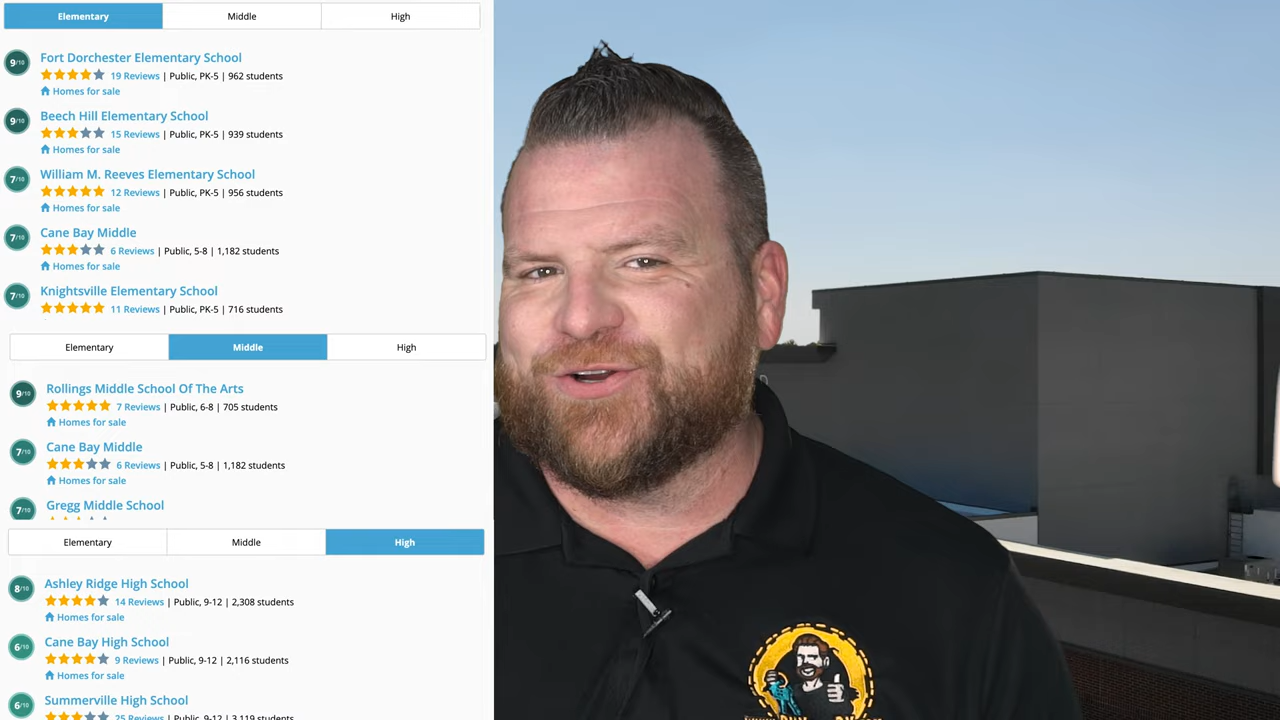 Elementary Middle High
9/10 Fort Dorchester Elementary School
19 Reviews | Public, PK-5 | 962 students
Homes for sale
9/10 Beech Hill Elementary School
15 Reviews | Public, PK-5 | 939 students
Homes for sale
7/10 William M. Reeves Elementary School
12 Reviews | Public, PK-5 | 956 students
Homes for sale
7/10 Cane Bay Middle
6 Reviews | Public, 5-8 | 1,182 students
Homes for sale
7/10 Knightsville Elementary School
11 Reviews | Public, PK-5 | 716 students
Elementary Middle High
9/10 Rollings Middle School Of The Arts
7 Reviews | Public, 6-8 | 705 students
Homes for sale
7/10 Cane Bay Middle
6 Reviews | Public, 5-8 | 1,182 students
Homes for sale
7/10 Gregg Middle School
Elementary Middle High
8/10 Ashley Ridge High School
14 Reviews | Public, 9-12 | 2,308 students
Homes for sale
6/10 Cane Bay High School
9 Reviews | Public, 9-12 | 2,116 students
Homes for sale
6/10 Summerville High School
25 Reviews | Public, 9-12 | 3,119 students